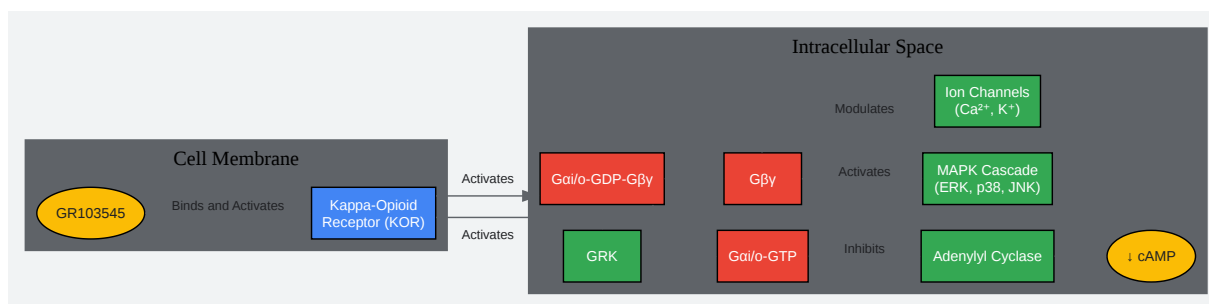 Intracellular Space
Ion Channels
(Ca²⁺, K⁺)
Modulates
Cell Membrane
GR103545
Binds and Activates
Kappa-Opioid
Receptor (KOR)
Activates
Activates
Gαi/o-GDP-Gβγ
Gβγ
Activates
MAPK Cascade
(ERK, p38, JNK)
GRK
Gαi/o-GTP
Inhibits
Adenylyl Cyclase
↓ cAMP